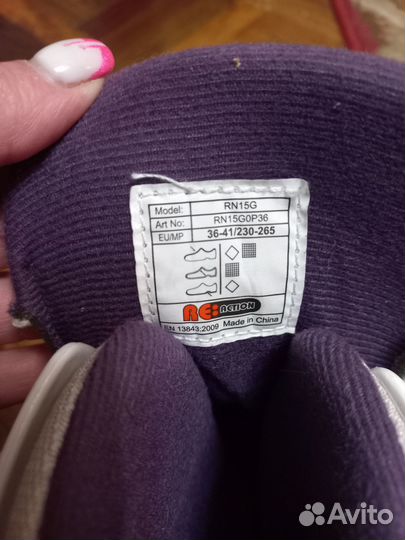 Model: RN15G
Art No: RN15G0P36
EU/MP 36-41/230-265
RE:ACTION
EN 13843:2009 Made in China
Avito